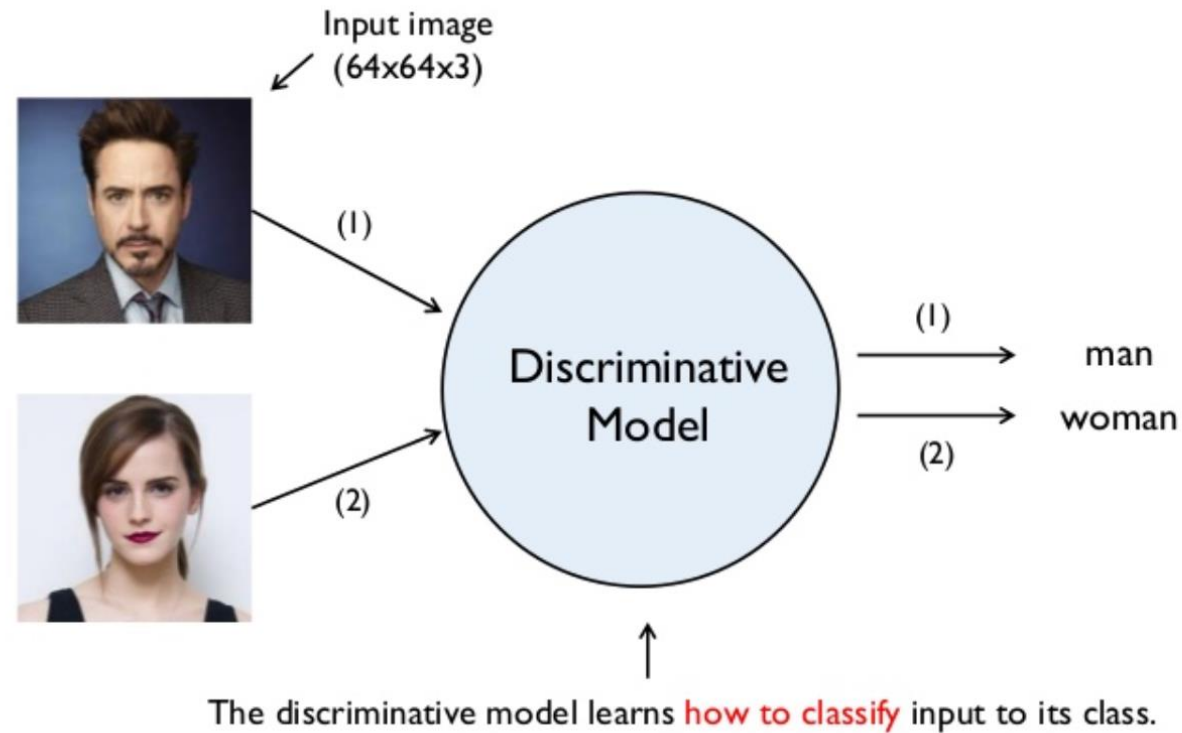 Input image
(64x64x3)
(1)
(2)
Discriminative
Model
(1)
man
woman
(2)
The discriminative model learns how to classify input to its class.